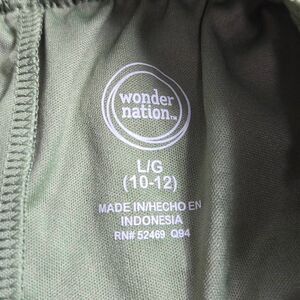 wonder
nation™
L/G
(10-12)
MADE IN/HECHO EN
INDONESIA
RN# 52469 Q94